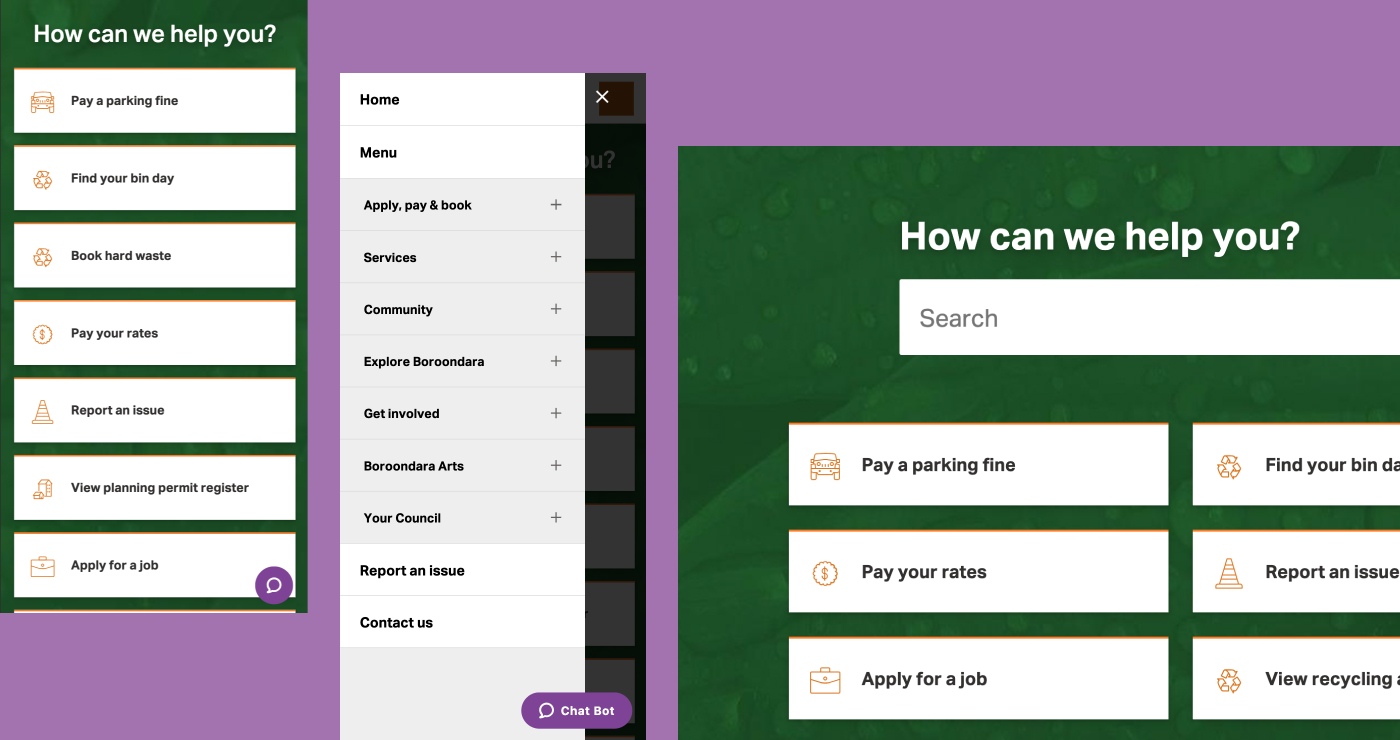 How can we help you?
Pay a parking fine
Find your bin day
Book hard waste
Pay your rates
Report an issue
View planning permit register
Apply for a job
Home
Menu
Apply, pay & book
Services
Community
Explore Boroondara
Get involved
Boroondara Arts
Your Council
Report an issue
Contact us
Chat Bot
How can we help you?
Search
Pay a parking fine
Find your bin
Pay your rates
Report an issue
Apply for a job
View recycling